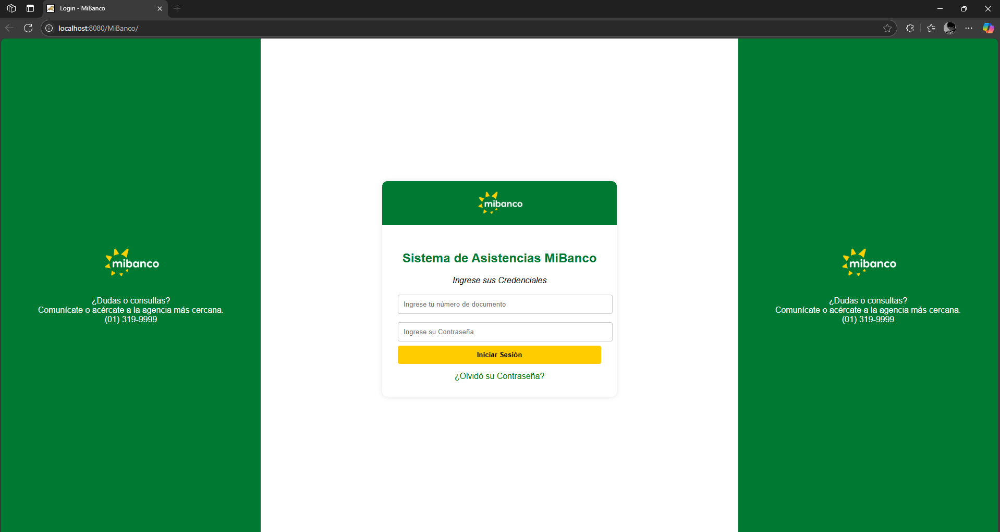 Login - MiBanco
localhost:8080/MiBanco/
mibanco
¿Dudas o consultas?
Comunícate o acércate a la agencia más cercana.
(01) 319-9999
mibanco
Sistema de Asistencias MiBanco
Ingrese sus Credenciales
Ingrese tu número de documento
Ingrese su Contraseña
Iniciar Sesión
¿Olvidó su Contraseña?
mibanco
¿Dudas o consultas?
Comunícate o acércate a la agencia más cercana.
(01) 319-9999